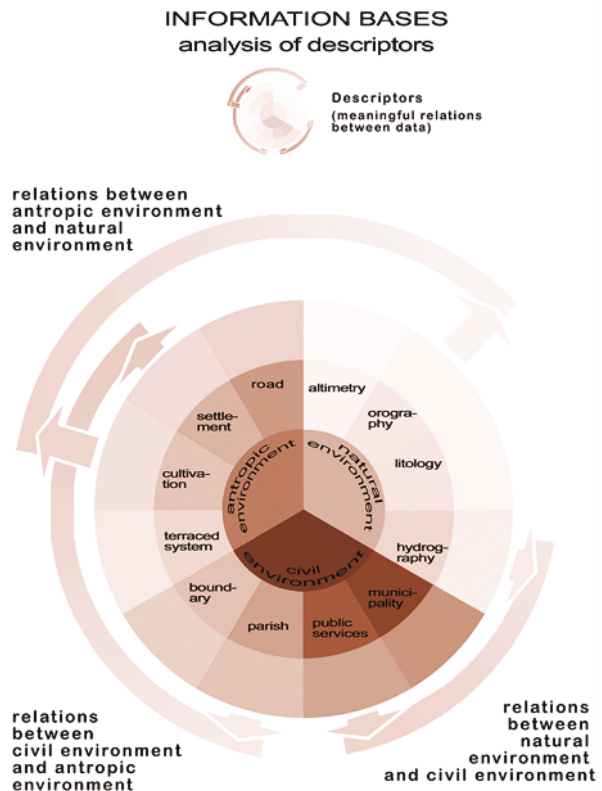 INFORMATION BASES
analysis of descriptors
Descriptors
(meaningful relations
between data)
relations between
antropic environment
and natural
environment
road
altimetry
settle-
ment
orogra-
phy
cultiva-
tion
litology
antropic
environment
natural
environment
terraced
system
hydrog-
raphy
civil
environment
bound-
ary
munici-
pality
parish
public
services
relations
between
civil environment
and antropic
environment
relations
between
natural
environment
and civil environment